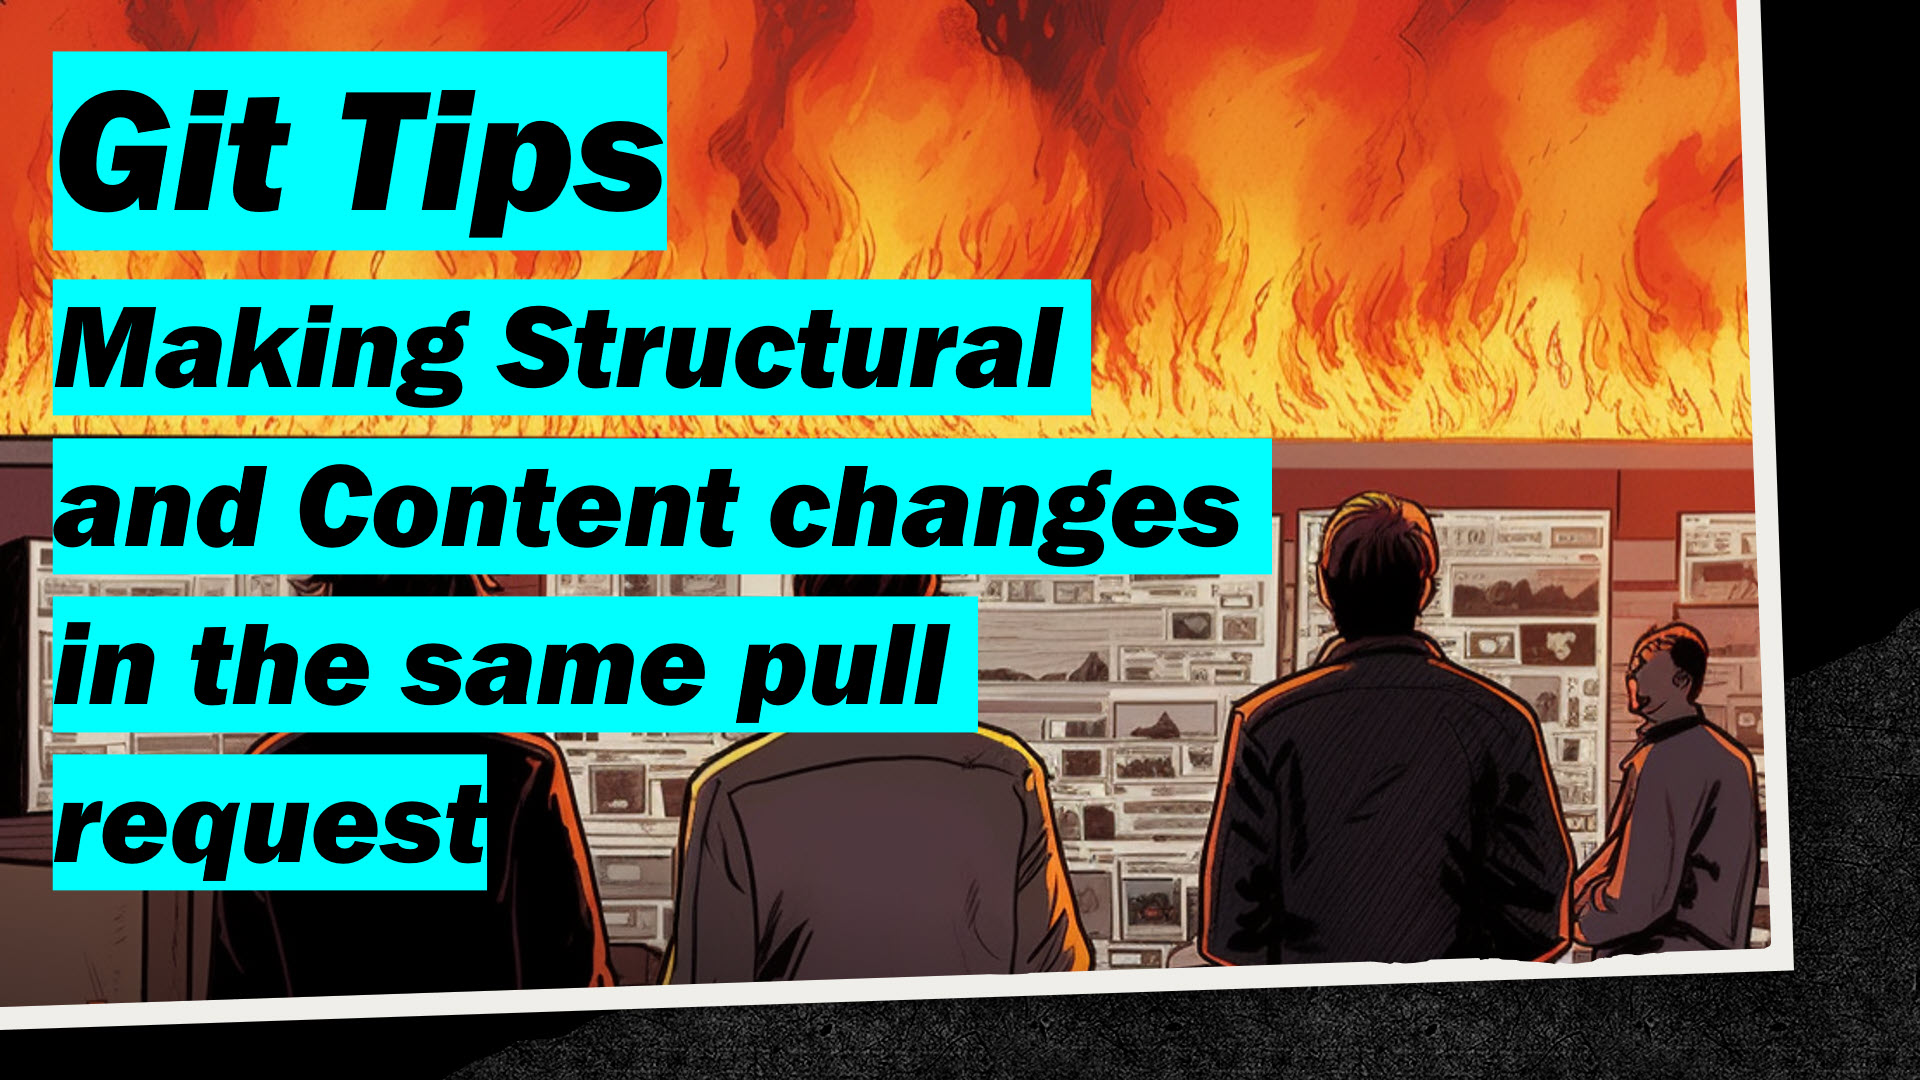 Git Tips
Making Structural
and Content changes
in the same pull
request